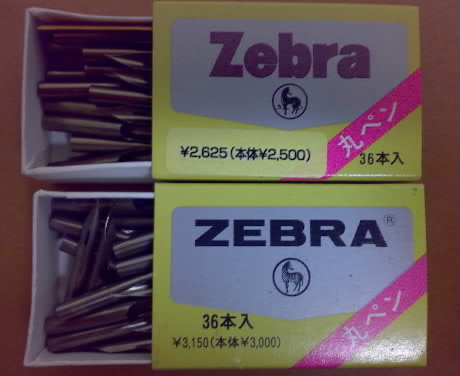 Zebra
¥2,625(本体¥2,500)
36本入
丸ペン
ZEBRA®
36本入
¥3,150(本体¥3,000)
丸ペン